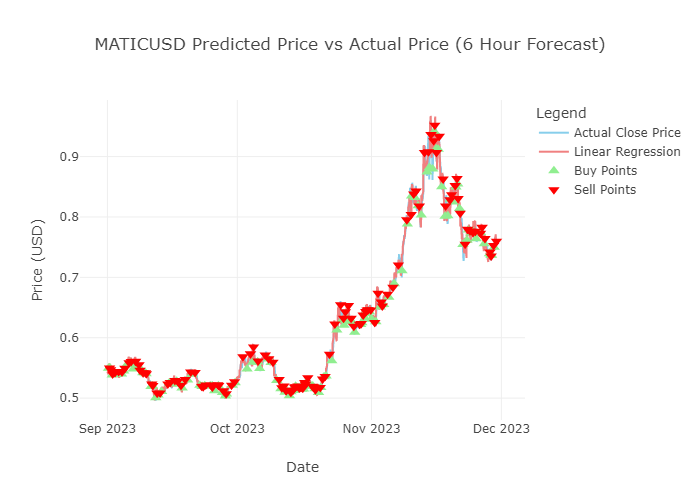 MATICUSD Predicted Price vs Actual Price (6 Hour Forecast)
Legend
Actual Close Price
Linear Regression
Buy Points
Sell Points
Price (USD)
0.9
0.8
0.7
0.6
0.5
Sep 2023
Oct 2023
Nov 2023
Dec 2023
Date